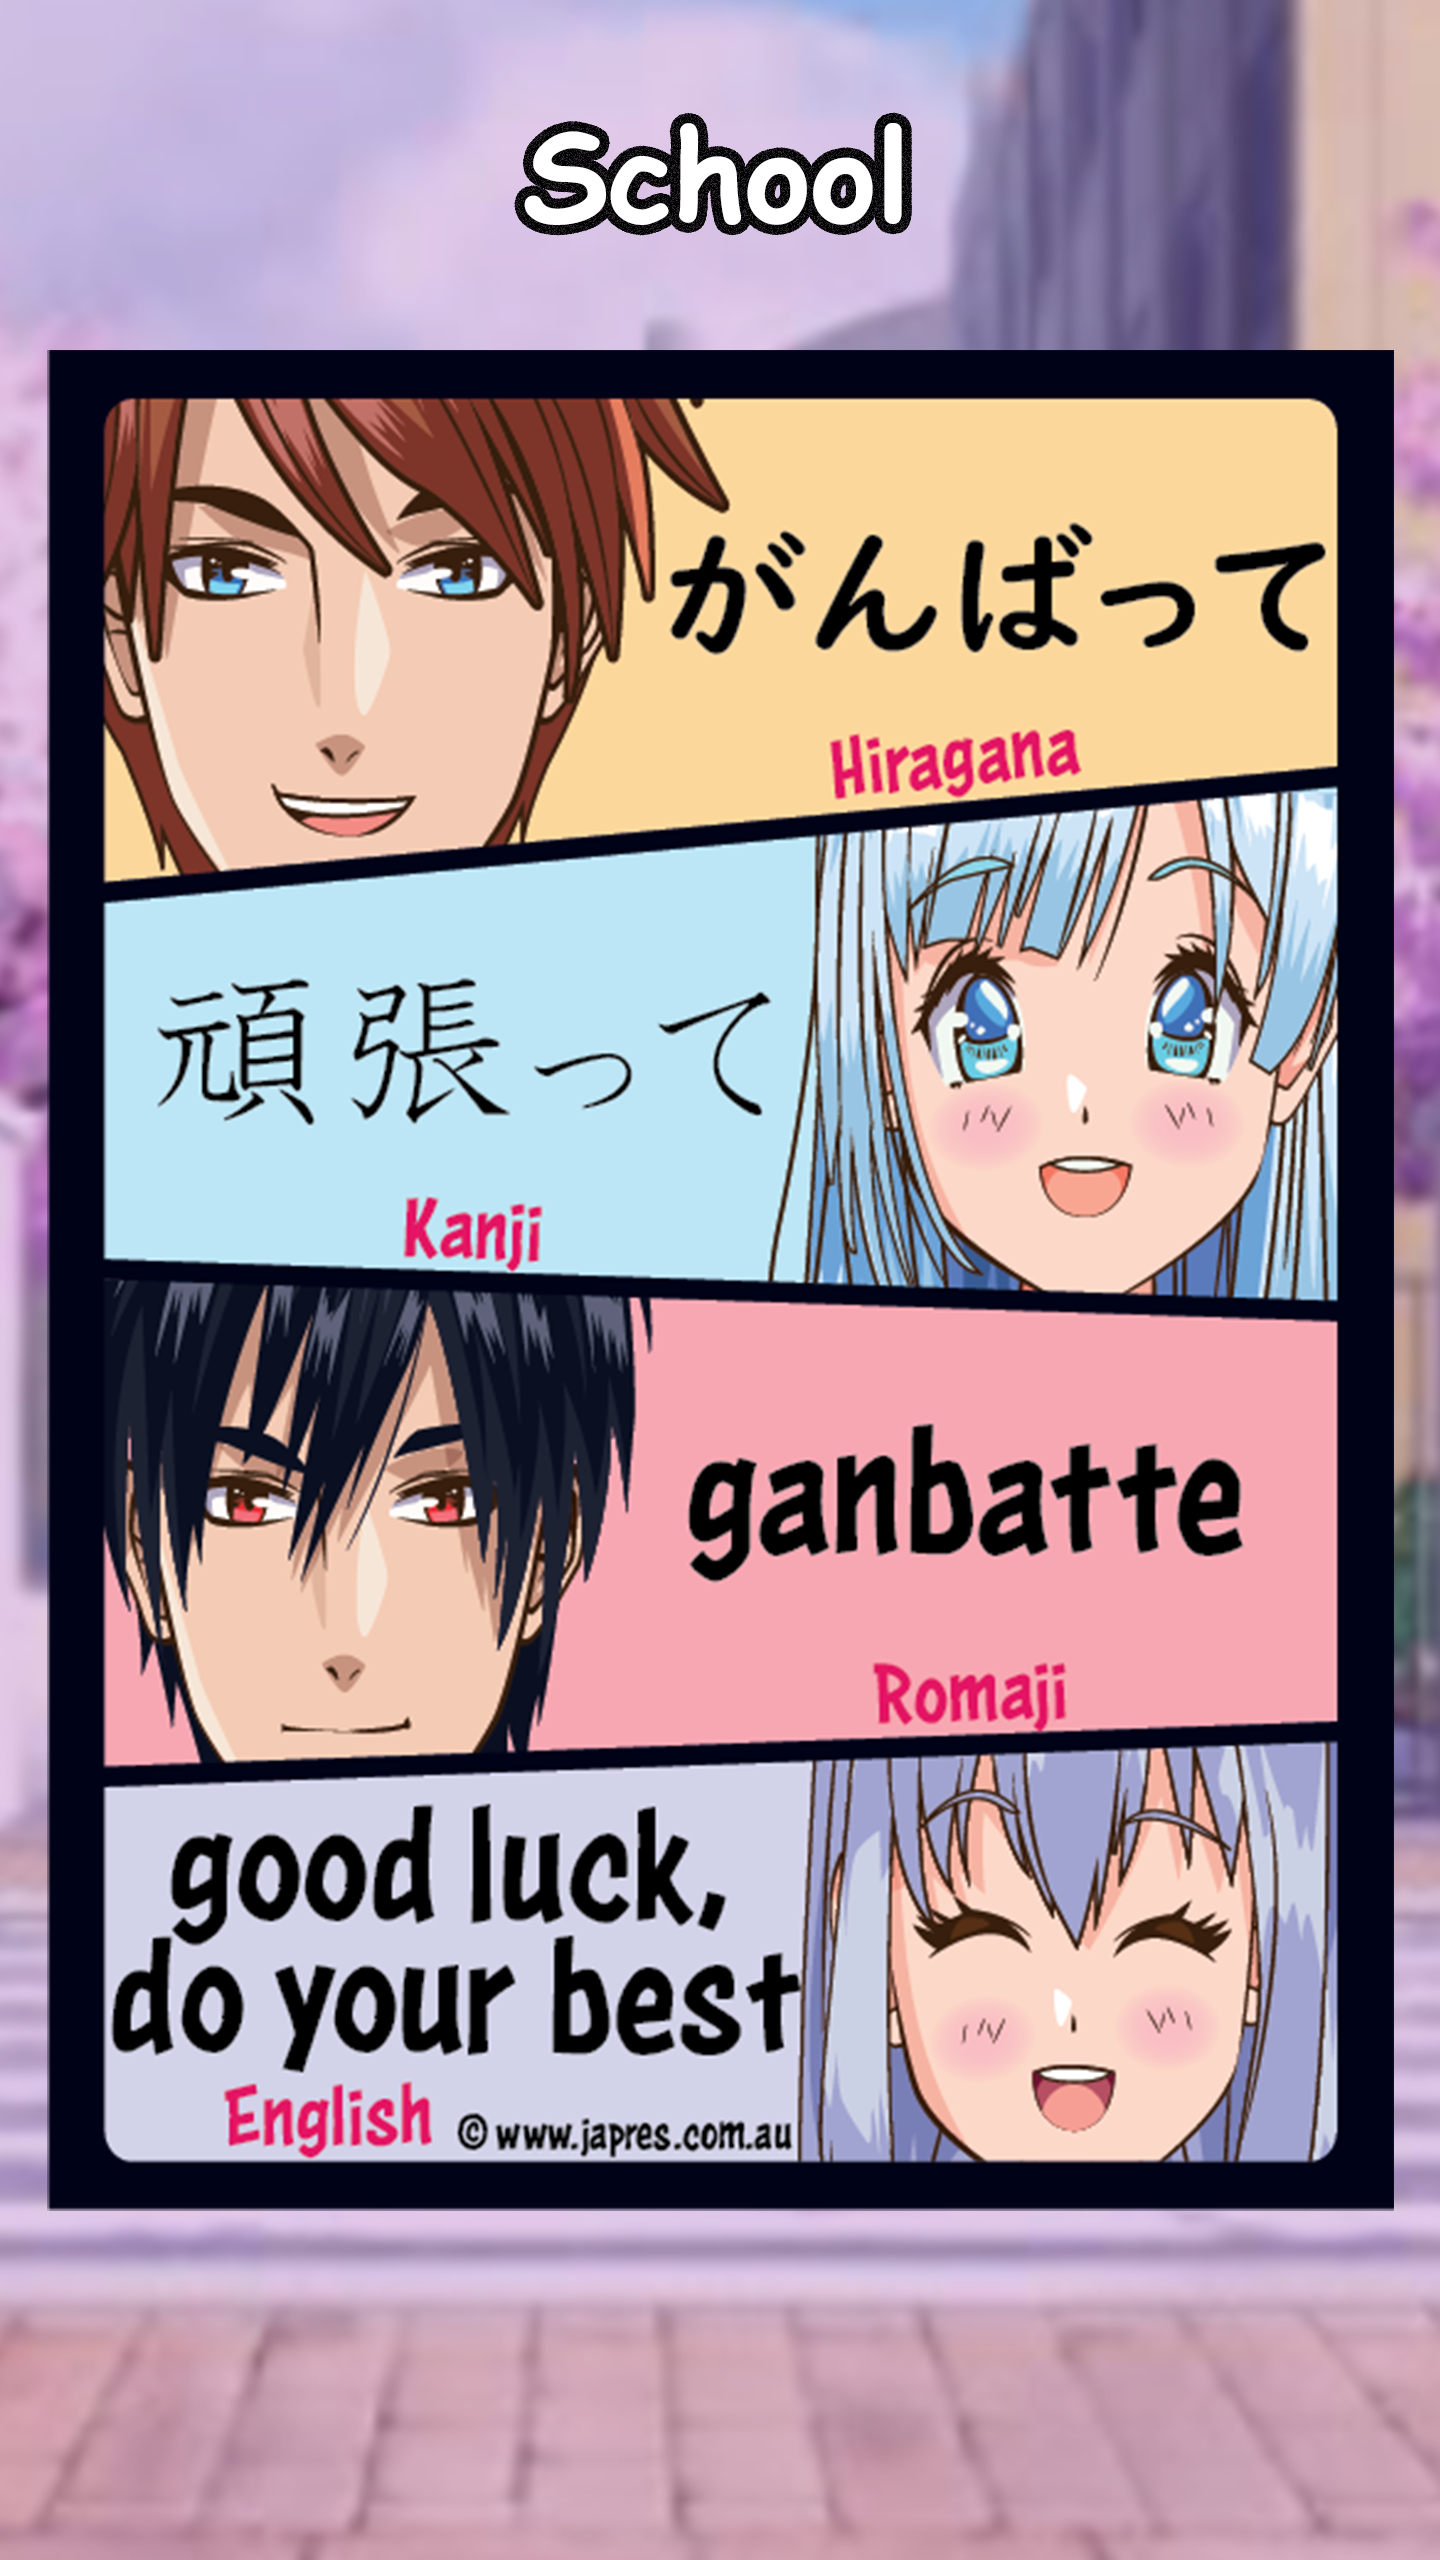 School
がんばって
Hiragana
頑張って
Kanji
ganbatte
Romaji
good luck,
do your best
English
© www.japres.com.au